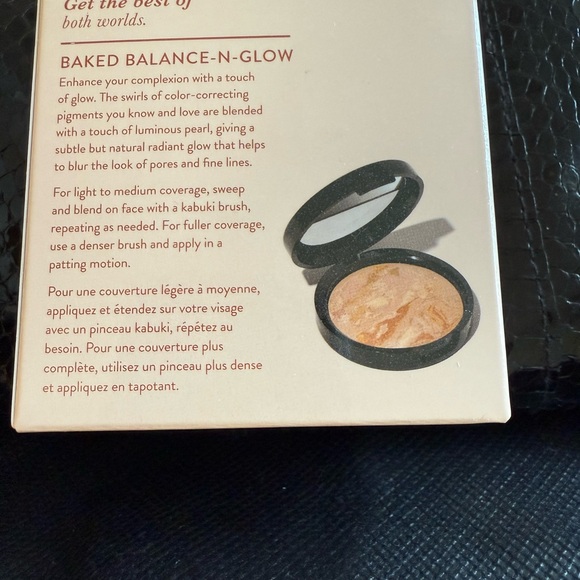 Get the best of
both worlds.
BAKED BALANCE-N-GLOW
Enhance your complexion with a touch
of glow. The swirls of color-correcting
pigments you know and love are blended
with a touch of luminous pearl, giving a
subtle but natural radiant glow that helps
to blur the look of pores and fine lines.
For light to medium coverage, sweep
and blend on face with a kabuki brush,
repeating as needed. For fuller coverage,
use a denser brush and apply in a
patting motion.
Pour une couverture légère à moyenne,
appliquez et étendez sur votre visage
avec un pinceau kabuki, répétez au
besoin. Pour une couverture plus
complète, utilisez un pinceau plus dense
et appliquez en tapotant.